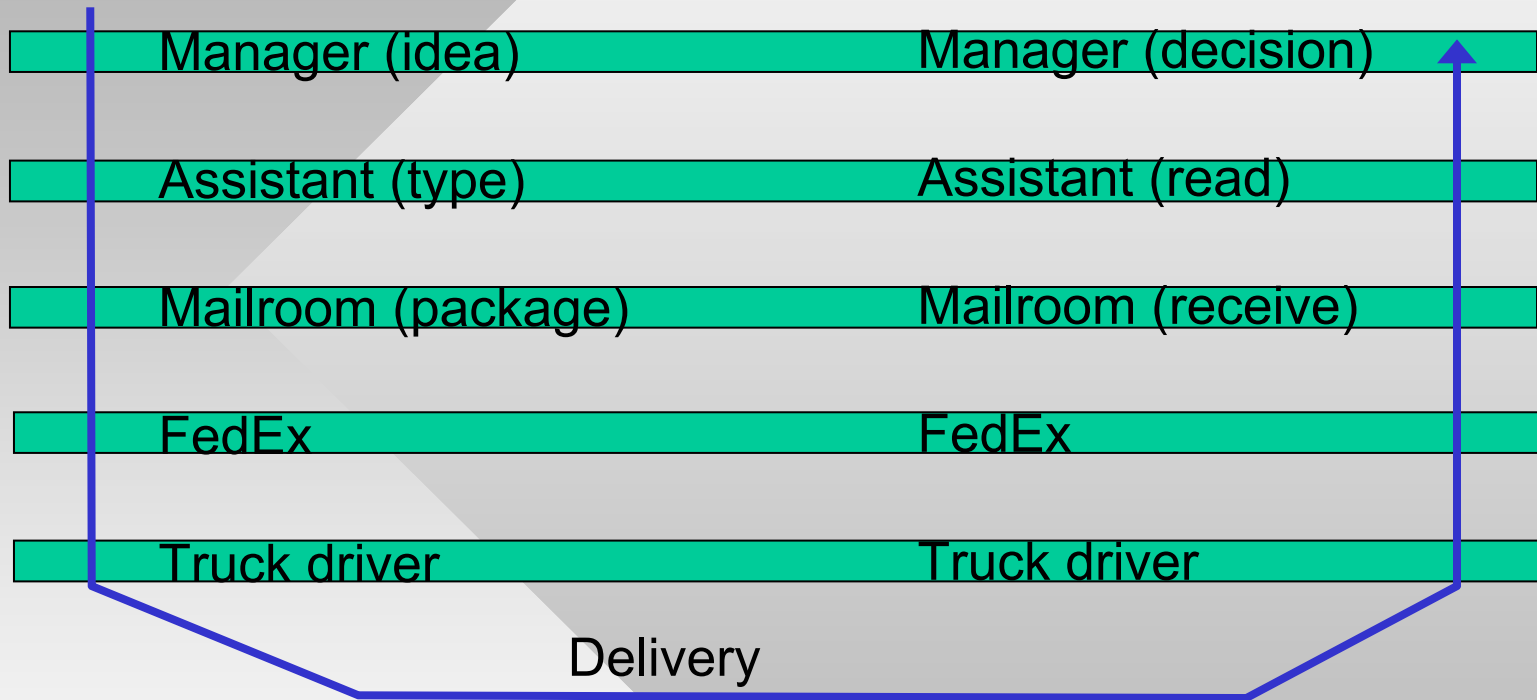 Manager (idea)
Manager (decision)
Assistant (type)
Assistant (read)
Mailroom (package)
Mailroom (receive)
FedEx
FedEx
Truck driver
Truck driver
Delivery